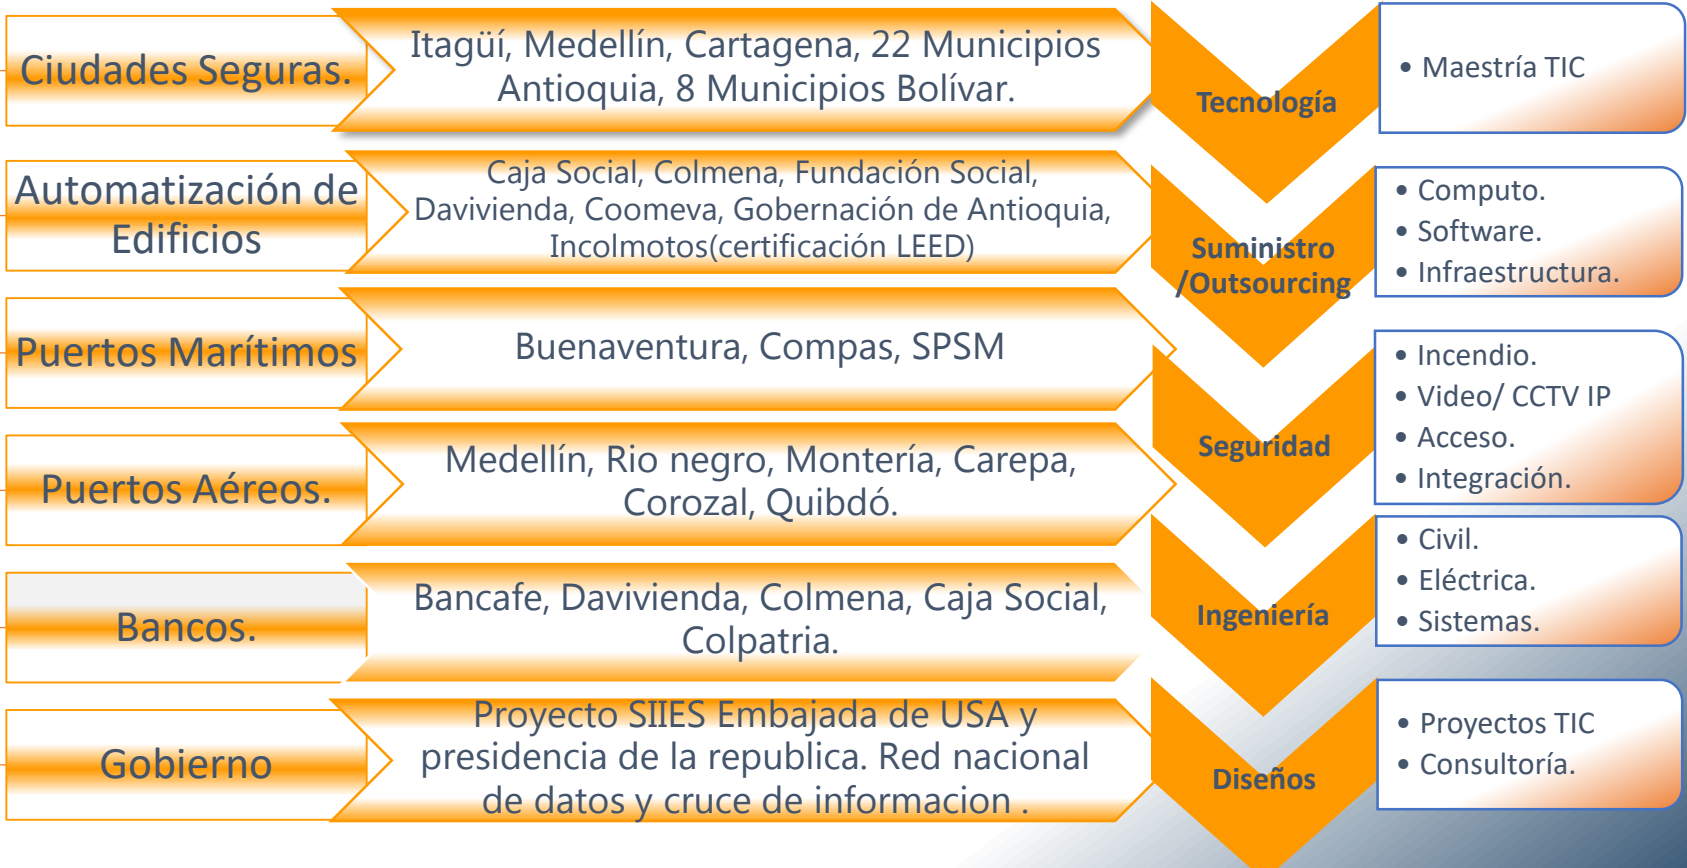 Ciudades Seguras.
Itagüí, Medellín, Cartagena, 22 Municipios
Antioquia, 8 Municipios Bolívar.
Automatización de
Edificios
Caja Social, Colmena, Fundación Social,
Davivienda, Coomeva, Gobernación de Antioquia,
Incolmotos(certificación LEED)
Puertos Marítimos
Buenaventura, Compas, SPSM
Puertos Aéreos.
Medellín, Rio negro, Montería, Carepa,
Corozal, Quibdó.
Bancos.
Bancafe, Davivienda, Colmena, Caja Social,
Colpatria.
Gobierno
Proyecto SIIES Embajada de USA y
presidencia de la republica. Red nacional
de datos y cruce de informacion .
Tecnología
• Maestría TIC
Suministro
/Outsourcing
• Computo.
• Software.
• Infraestructura.
Seguridad
• Incendio.
• Video/ CCTV IP
• Acceso.
• Integración.
Ingeniería
• Civil.
• Eléctrica.
• Sistemas.
Diseños
• Proyectos TIC
• Consultoría.